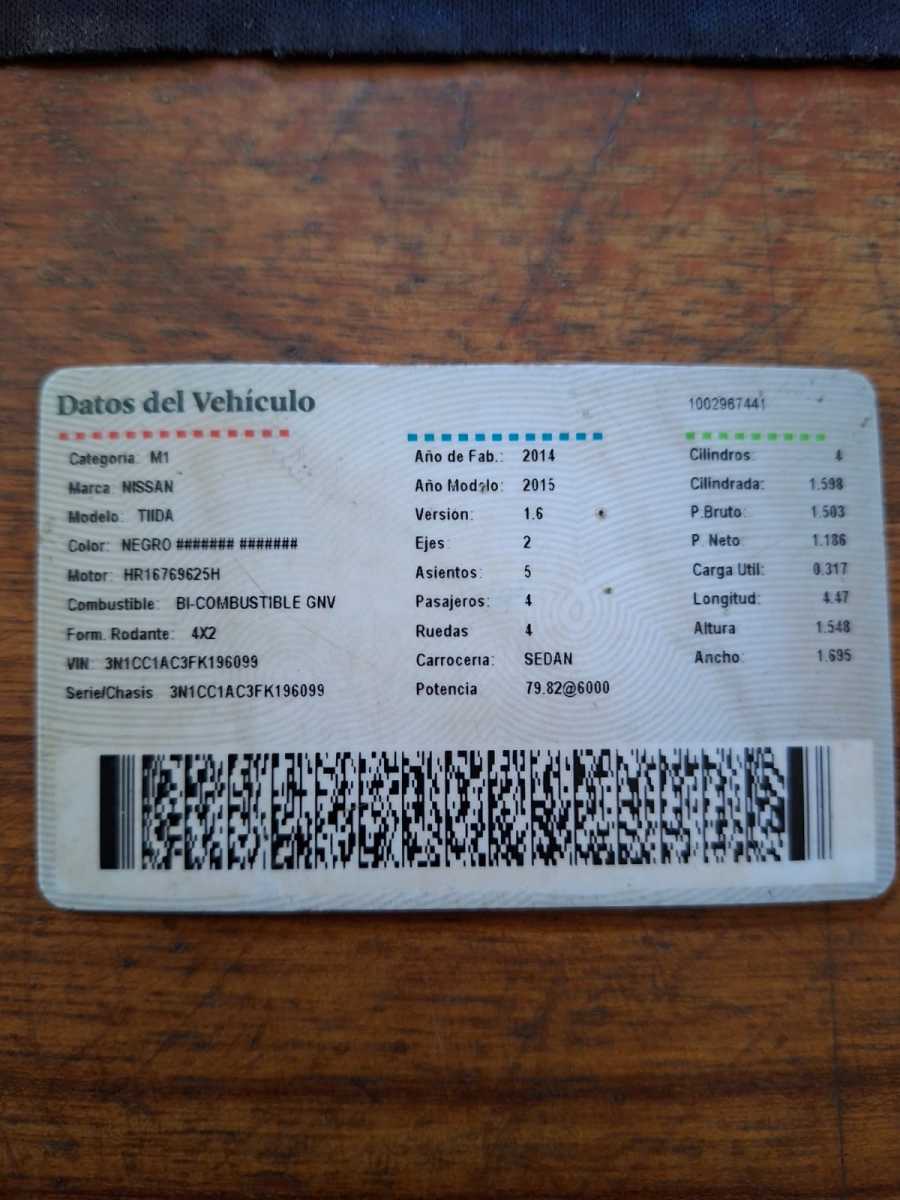 Datos del Vehículo
1002967441
Categoria: M1
Marca: NISSAN
Modelo: TIIDA
Color: NEGRO ####### #######
Motor: HR16769625H
Combustible: BI-COMBUSTIBLE GNV
Form. Rodante: 4X2
VIN: 3N1CC1AC3FK196099
Serie/Chasis 3N1CC1AC3FK196099
Año de Fab.: 2014
Año Modelo: 2015
Version: 1.6
Ejes: 2
Asientos: 5
Pasajeros: 4
Ruedas 4
Carrocería: SEDAN
Potencia 79.82@6000
Cilindros: 4
Cilindrada: 1.598
P.Bruto: 1.503
P. Neto: 1.186
Carga Util: 0.317
Longitud: 4.47
Altura 1.548
Ancho: 1.695